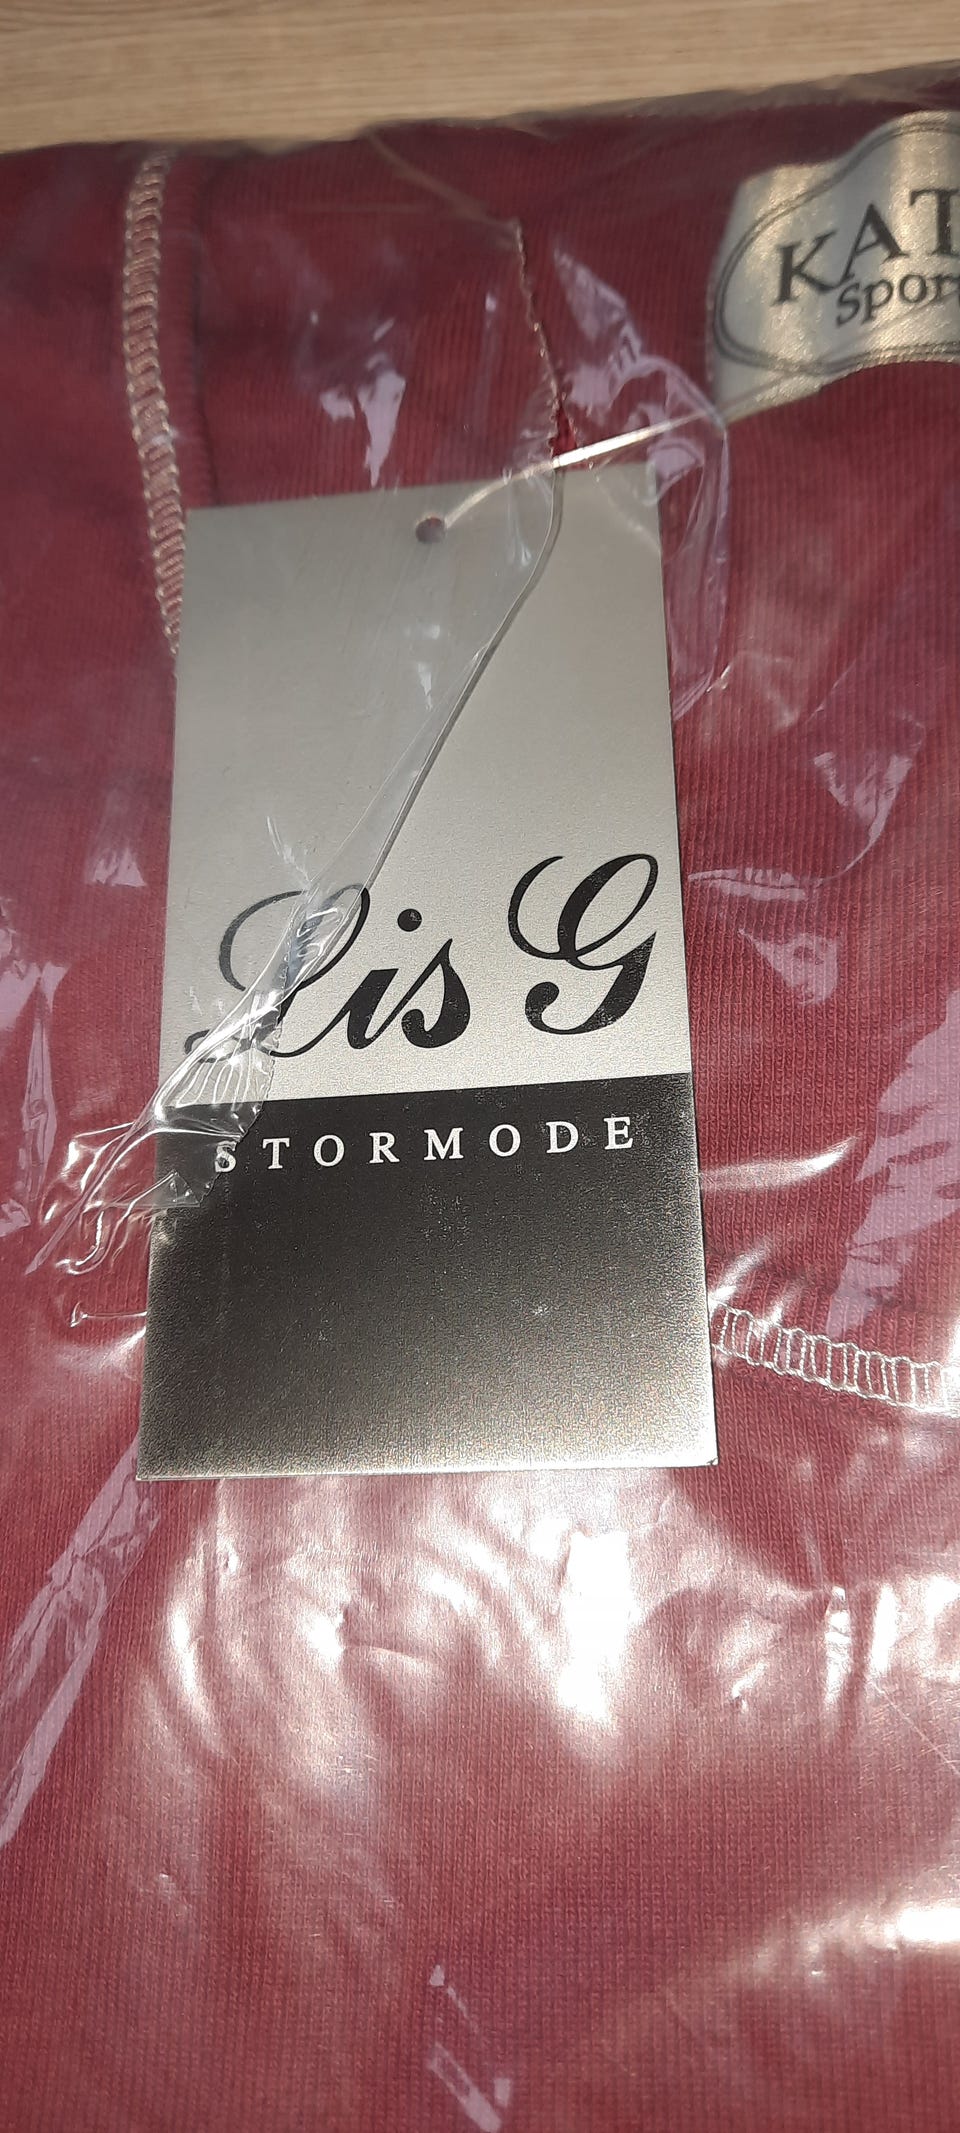 KAT
Spor
Lis G
STORMODE